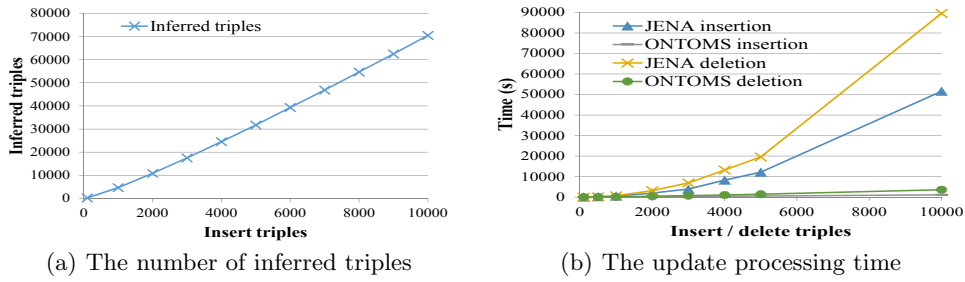 80000
70000
60000
50000
40000
30000
20000
10000
0
Inferred triples
Inferred triples
0 2000 4000 6000 8000 10000
Insert triples
(a) The number of inferred triples
90000
80000
70000
60000
50000
40000
30000
20000
10000
0
Time (s)
JENA insertion
ONTOMS insertion
JENA deletion
ONTOMS deletion
0 2000 4000 6000 8000 10000
Insert / delete triples
(b) The update processing time